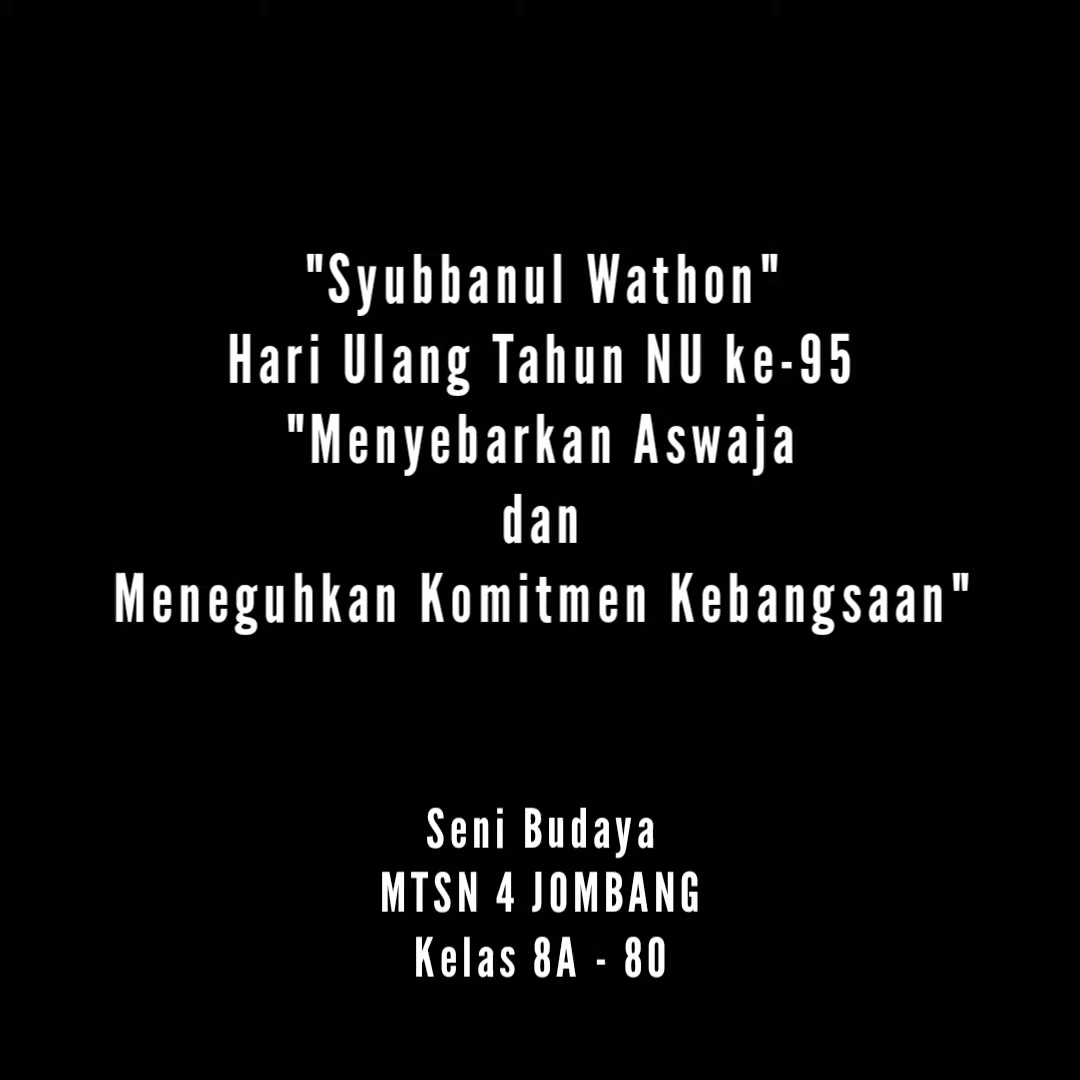 "Syubbanul Wathon"
Hari Ulang Tahun NU ke-95
"Menyebarkan Aswaja
dan
Meneguhkan Komitmen Kebangsaan"
Seni Budaya
MTSN 4 JOMBANG
Kelas 8A - 8O